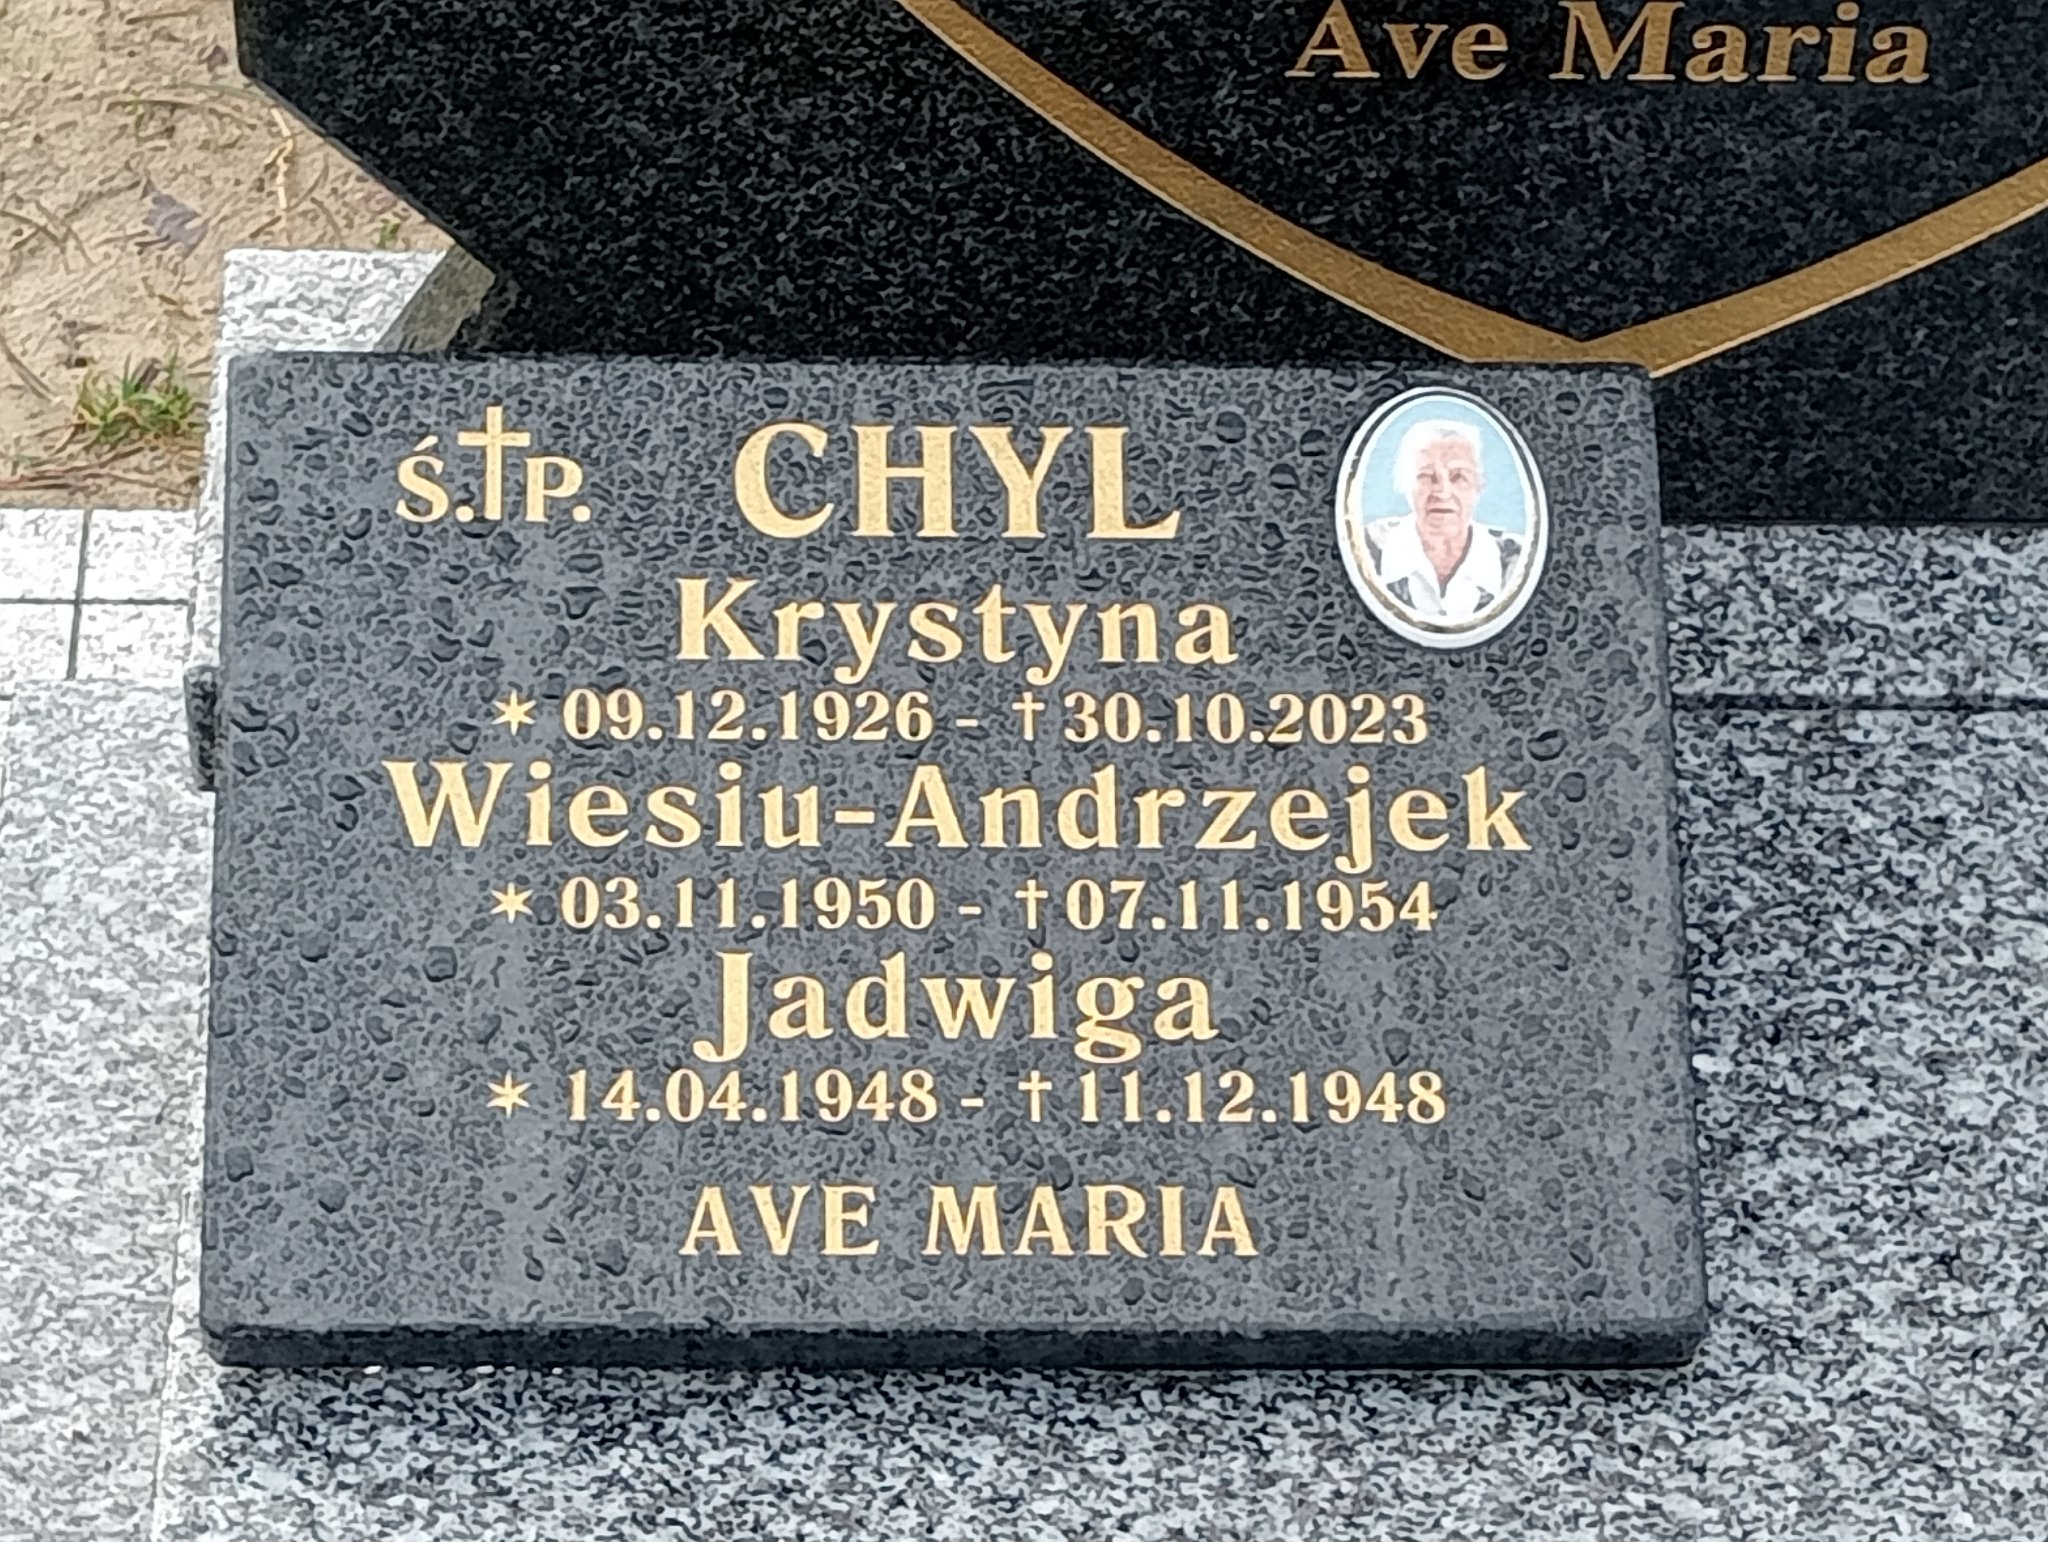 Ave Maria
Ś.†P. CHYL
Krystyna
✶ 09.12.1926 - †30.10.2023
Wiesiu-Andrzejek
✶ 03.11.1950 - †07.11.1954
Jadwiga
✶ 14.04.1948 - †11.12.1948
AVE MARIA